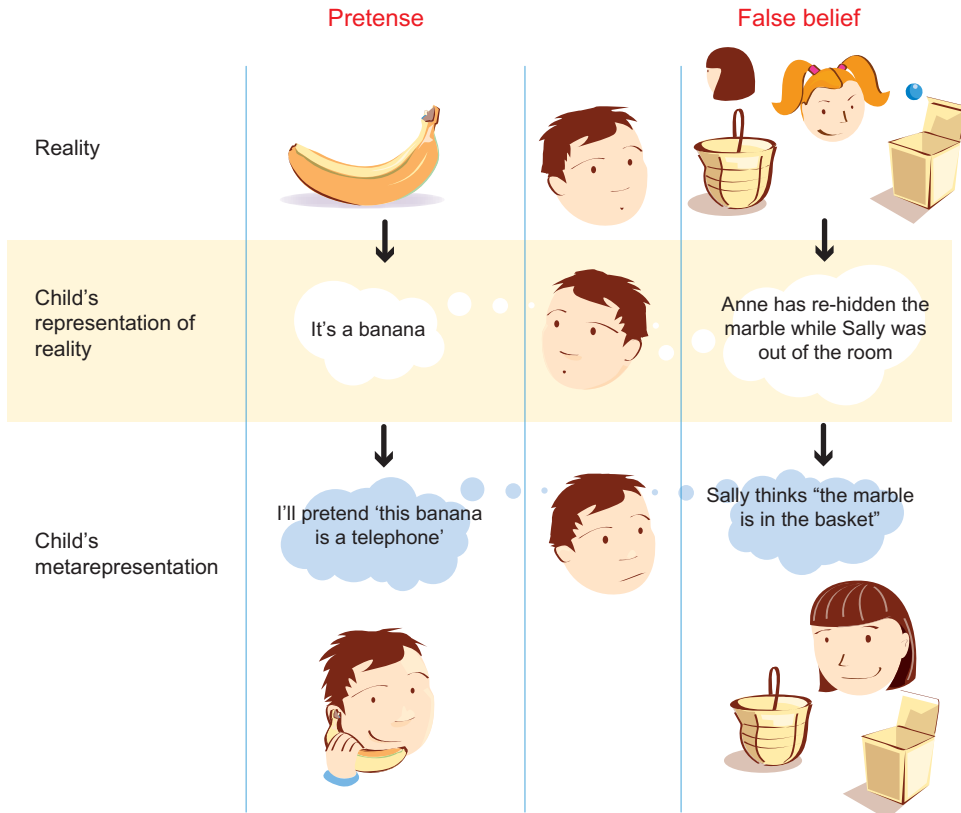 Pretense
False belief
Reality
Child's
representation of
reality
It's a banana
Anne has re-hidden the
marble while Sally was
out of the room
Child's
metarepresentation
I'll pretend ‘this banana
is a telephone’
Sally thinks “the marble
is in the basket”